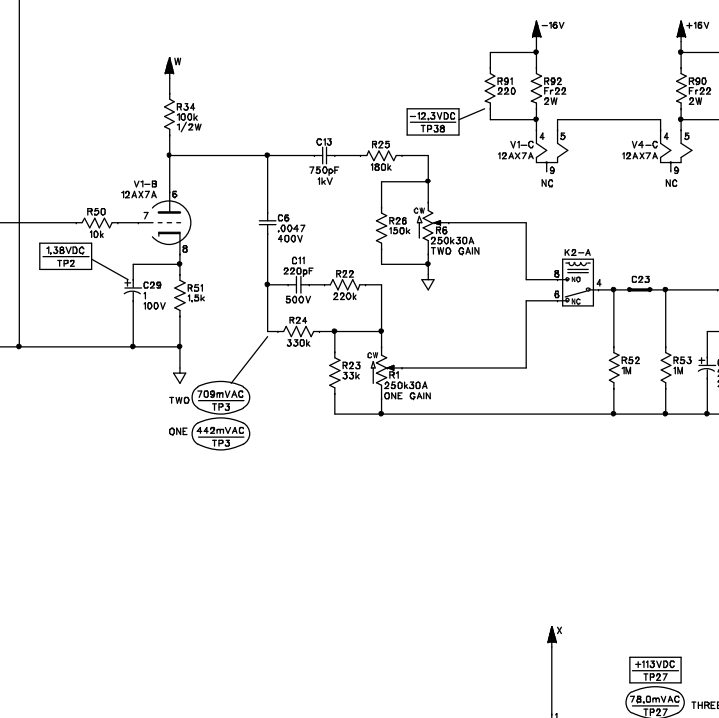 -16V
+16V
W
R91
220
R92
Fr22
2W
R90
Fr22
2W
R34
100k
1/2W
-12.3VDC
TP38
4
5
4
5
V1-C
12AX7A
V4-C
12AX7A
9
NC
9
NC
C13
750pF
1kV
R25
180k
V1-B
12AX7A
6
7
8
R50
10k
1.38VDC
TP2
C29
1
100V
R51
1.5k
C6
.0047
400V
R26
150k
CW
R6
250k30A
TWO GAIN
C11
220pF
500V
R22
220k
R24
330k
K2-A
8
NO
6
NC
4
C23
R23
33k
CW
R1
250k30A
ONE GAIN
R52
1M
R53
1M
TWO
709mVAC
TP3
ONE
442mVAC
TP3
X
+113VDC
TP27
78.0mVAC
TP27
THREE
1